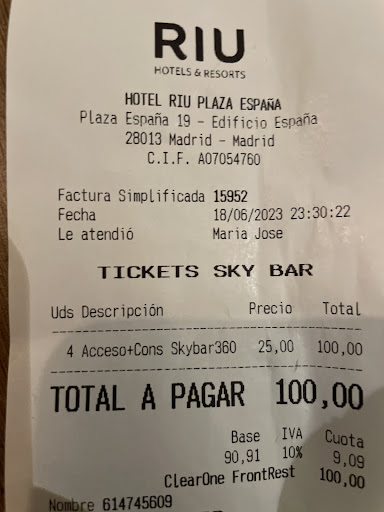 RIU
HOTELS & RESORTS
HOTEL RIU PLAZA ESPAÑA
Plaza España 19 - Edificio España
28013 Madrid - Madrid
C.I.F. A07054760
Factura Simplificada 15952
Fecha 18/06/2023 23:30:22
Le atendió Maria Jose
TICKETS SKY BAR
Uds Descripción Precio Total
4 Acceso+Cons Skybar360 25,00 100,00
TOTAL A PAGAR 100,00
Base IVA Cuota
90,91 10% 9,09
ClearOne FrontRest 100,00
Nombre 614745609